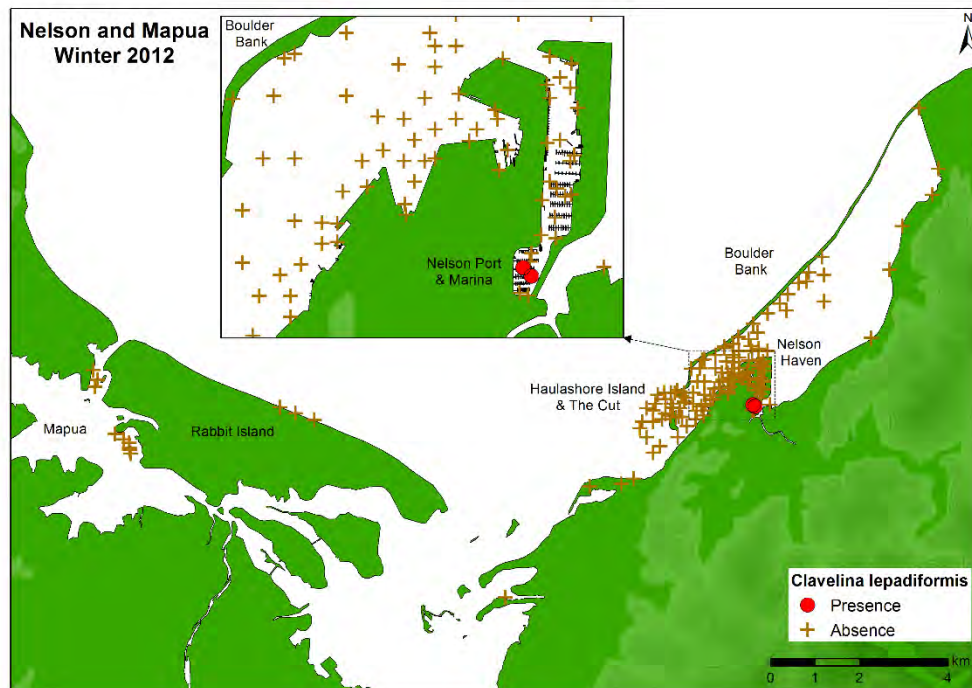 Nelson and Mapua
Winter 2012
Boulder
Bank
N
Nelson Port
& Marina
Boulder
Bank
Nelson
Haven
Haulashore Island
& The Cut
Mapua
Rabbit Island
Clavelina lepadiformis
Presence
Absence
km
0 1 2 4